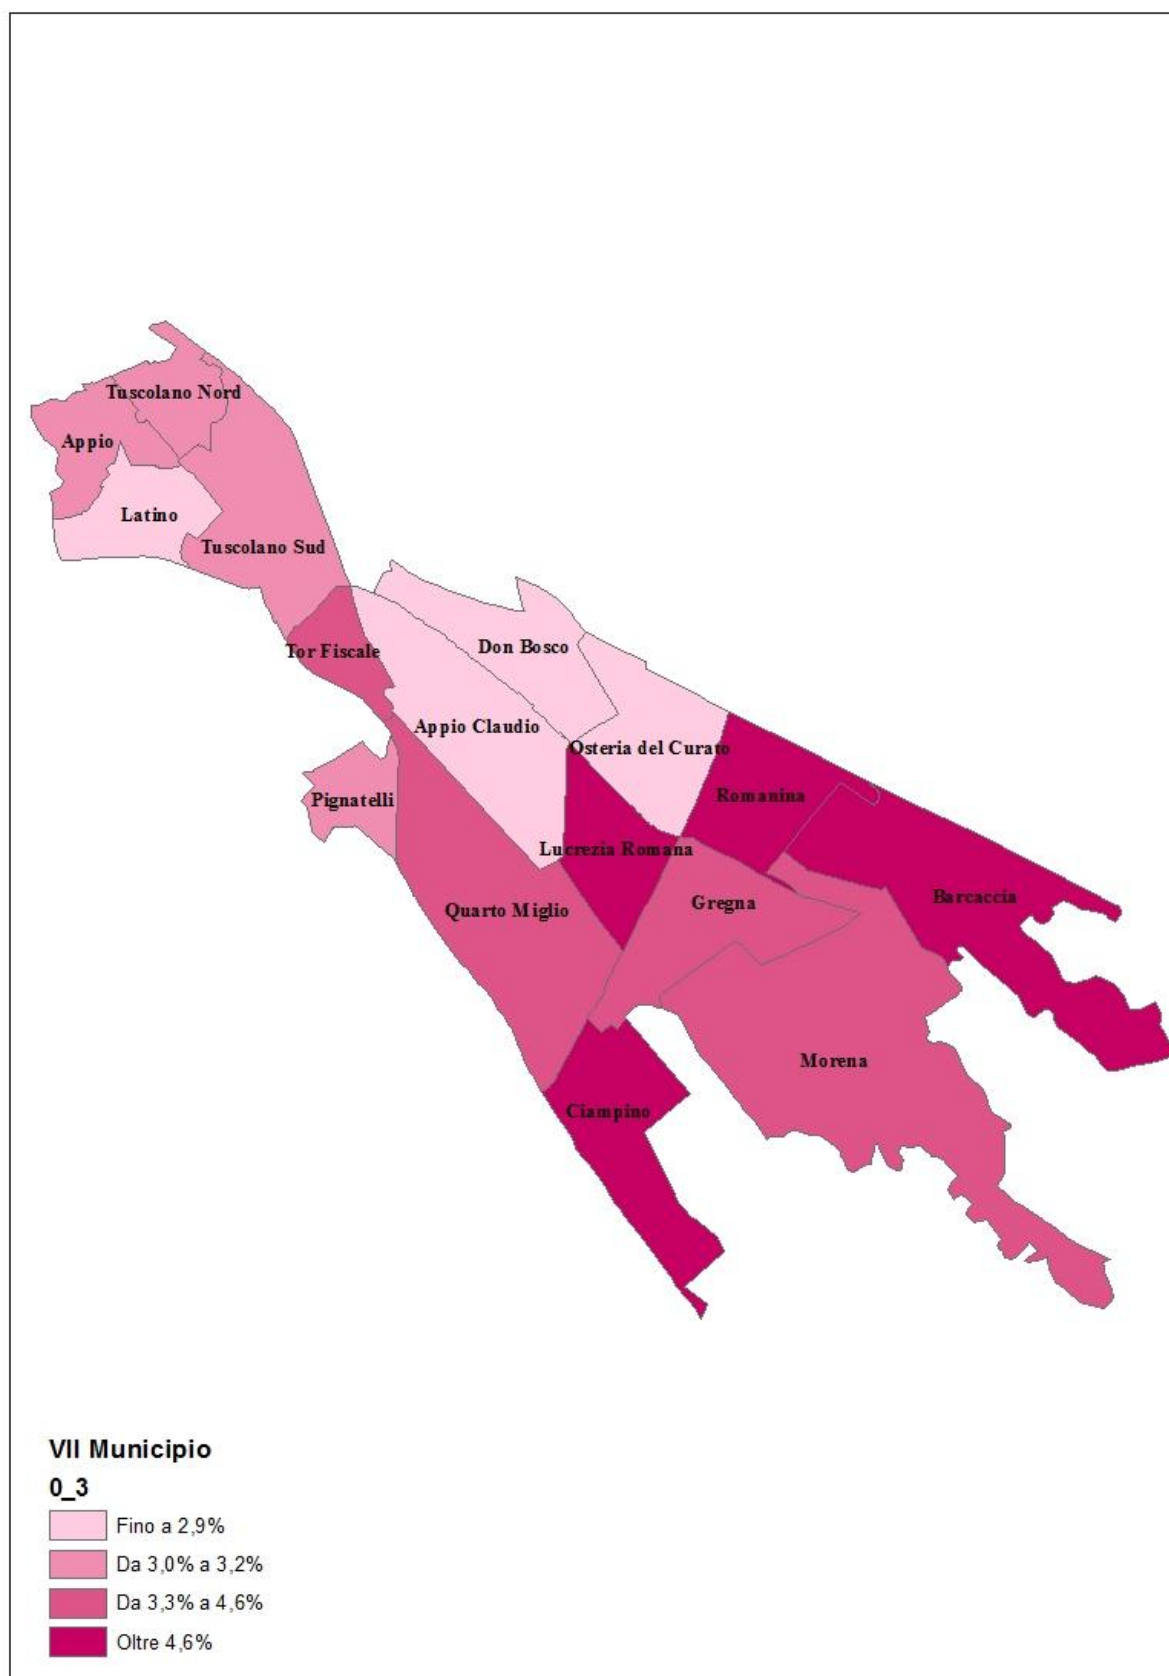 Tuscolano Nord
Appio
Latino
Tuscolano Sud
Tor Fiscale
Don Bosco
Appio Claudio
Osteria del Curato
Pignatelli
Romanina
Lucrezia Romana
Barcaccia
Gregna
Quarto Miglio
Morena
Ciampino
VII Municipio
0_3
Fino a 2,9%
Da 3,0% a 3,2%
Da 3,3% a 4,6%
Oltre 4,6%